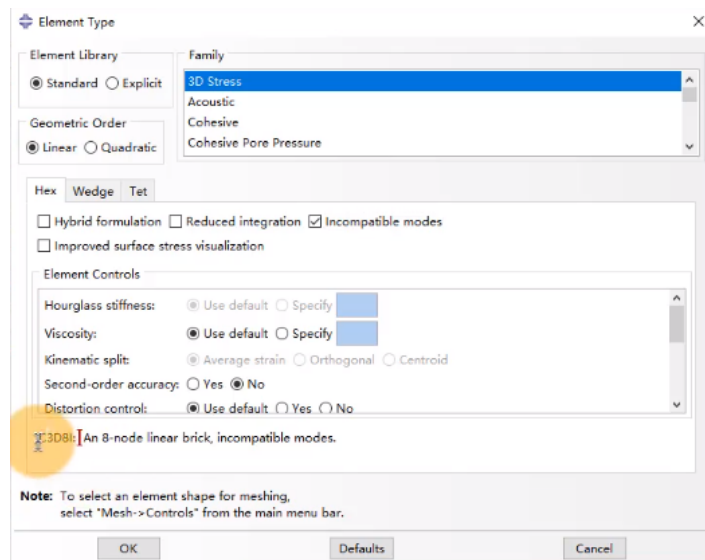 Element Type
Element Library
Family
Standard Explicit
3D Stress
Acoustic
Cohesive
Cohesive Pore Pressure
Geometric Order
Linear Quadratic
Hex Wedge Tet
Hybrid formulation Reduced integration Incompatible modes
Improved surface stress visualization
Element Controls
Hourglass stiffness: Use default Specify
Viscosity: Use default Specify
Kinematic split: Average strain Orthogonal Centroid
Second-order accuracy: Yes No
Distortion control: Use default Yes No
C3D8I: An 8-node linear brick, incompatible modes.
Note: To select an element shape for meshing,
select "Mesh->Controls" from the main menu bar.
OK Defaults Cancel